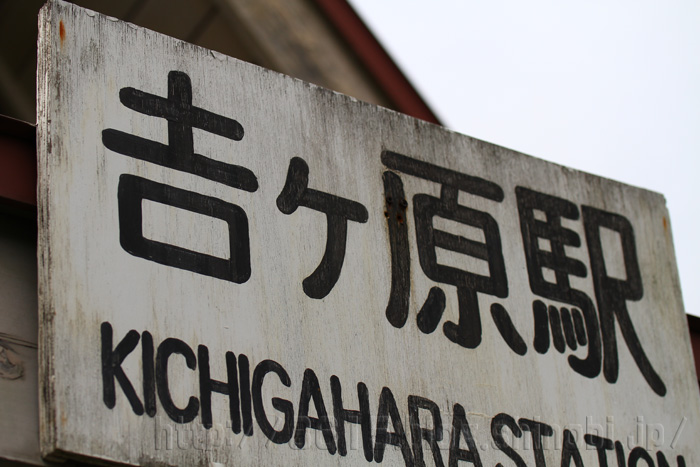 吉ヶ原駅
KICHIGAHARA STATION